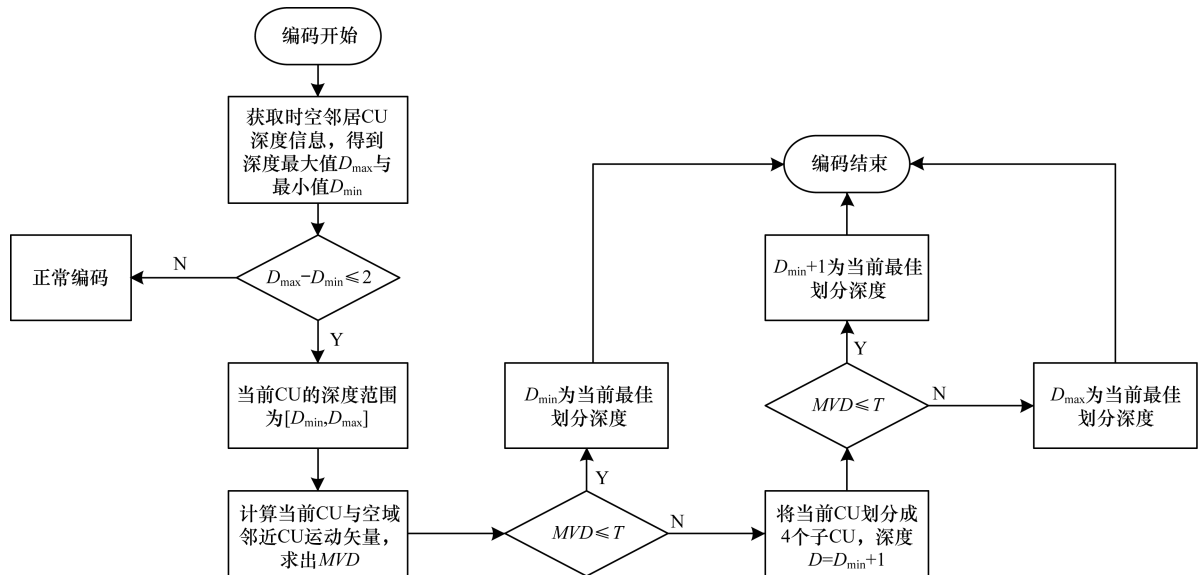 编码开始
获取时空邻居CU
深度信息，得到
深度最大值Dmax与
最小值Dmin
Dmax−Dmin≤2
N
正常编码
Y
当前CU的深度范围
为[Dmin,Dmax]
计算当前CU与空域
邻近CU运动矢量，
求出MVD
MVD≤T
Y
Dmin为当前最佳
划分深度
N
将当前CU划分成
4个子CU，深度
D=Dmin+1
MVD≤T
Y
Dmin+1为当前最佳
划分深度
N
Dmax为当前最佳
划分深度
编码结束